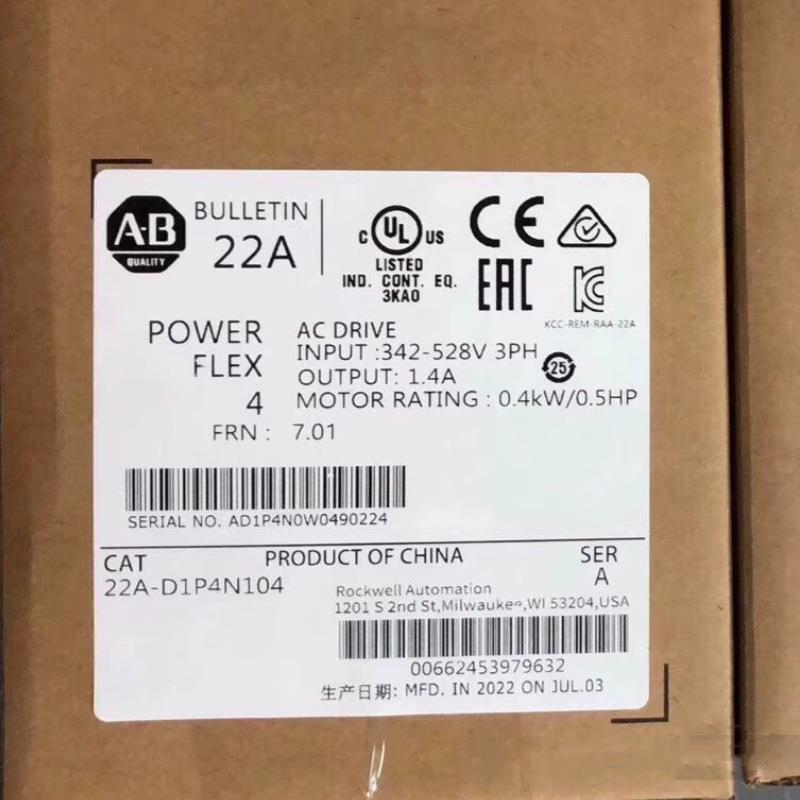 A-B
QUALITY
BULLETIN
22A
C UL US
LISTED
IND. CONT. EQ.
3KA0
CE
EAC
KC
KCC-REM-RAA-22A
POWER
FLEX
4
AC DRIVE
INPUT :342-528V 3PH
OUTPUT: 1.4A
MOTOR RATING : 0.4kW/0.5HP
25
FRN : 7.01
SERIAL NO. AD1P4N0W0490224
CAT
22A-D1P4N104
PRODUCT OF CHINA
SER
A
Rockwell Automation
1201 S 2nd St,Milwaukee,WI 53204,USA
00662453979632
生产日期: MFD. IN 2022 ON JUL.03